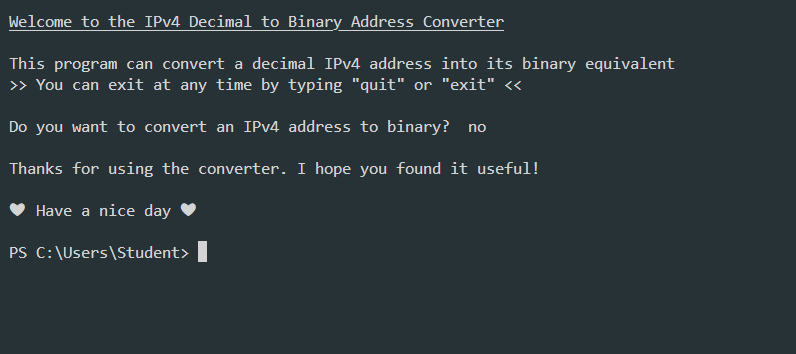 Welcome to the IPv4 Decimal to Binary Address Converter
This program can convert a decimal IPv4 address into its binary equivalent
>> You can exit at any time by typing "quit" or "exit" <<
Do you want to convert an IPv4 address to binary?  no
Thanks for using the converter. I hope you found it useful!
♥ Have a nice day ♥
PS C:\Users\Student>